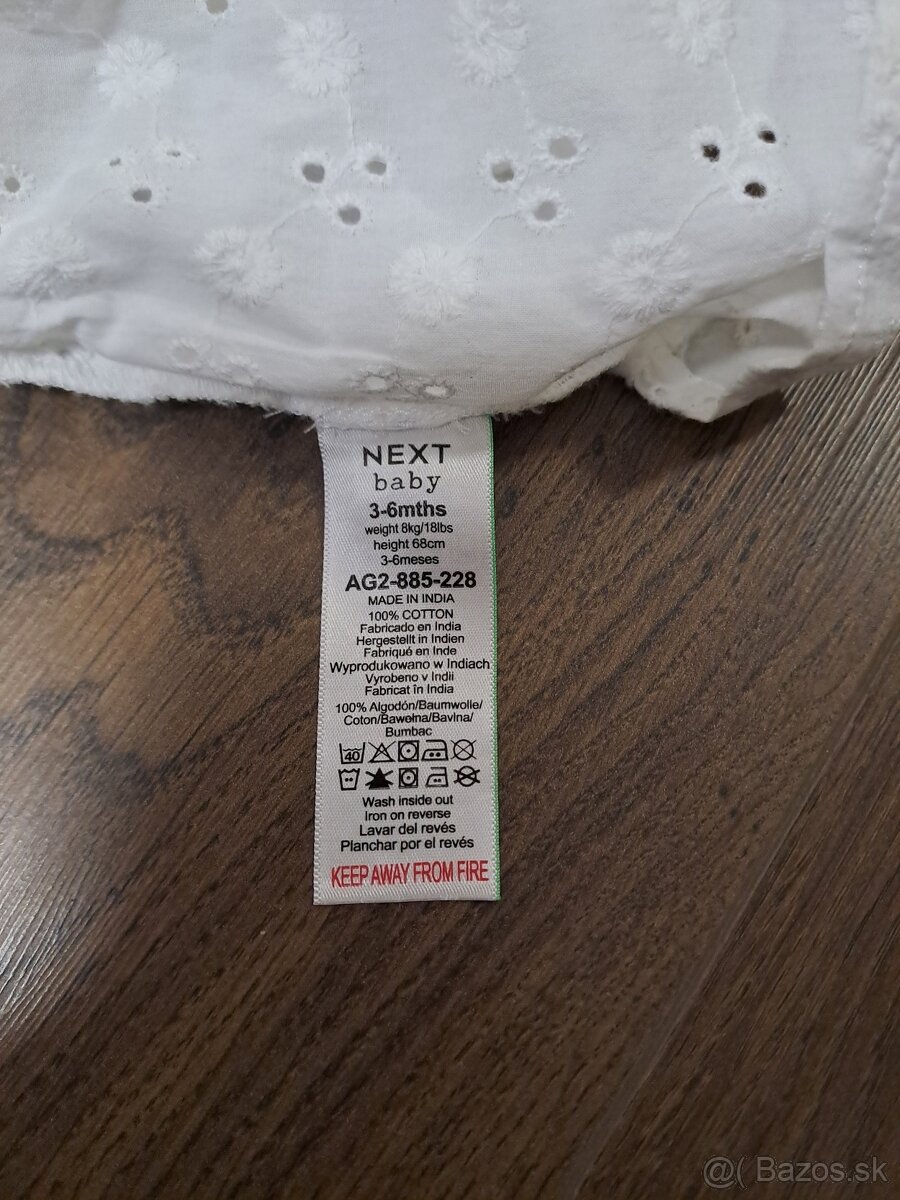 NEXT
baby
3-6mths
weight 8kg/18lbs
height 68cm
3-6meses
AG2-885-228
MADE IN INDIA
100% COTTON
Fabricado en India
Hergestellt in Indien
Fabriqué en Inde
Wyprodukowano w Indiach
Vyrobeno v Indii
Fabricat în India
100% Algodón/Baumwolle/
Coton/Bawełna/Bavlna/
Bumbac
40
Wash inside out
Iron on reverse
Lavar del revés
Planchar por el revés
KEEP AWAY FROM FIRE
@( Bazos.sk